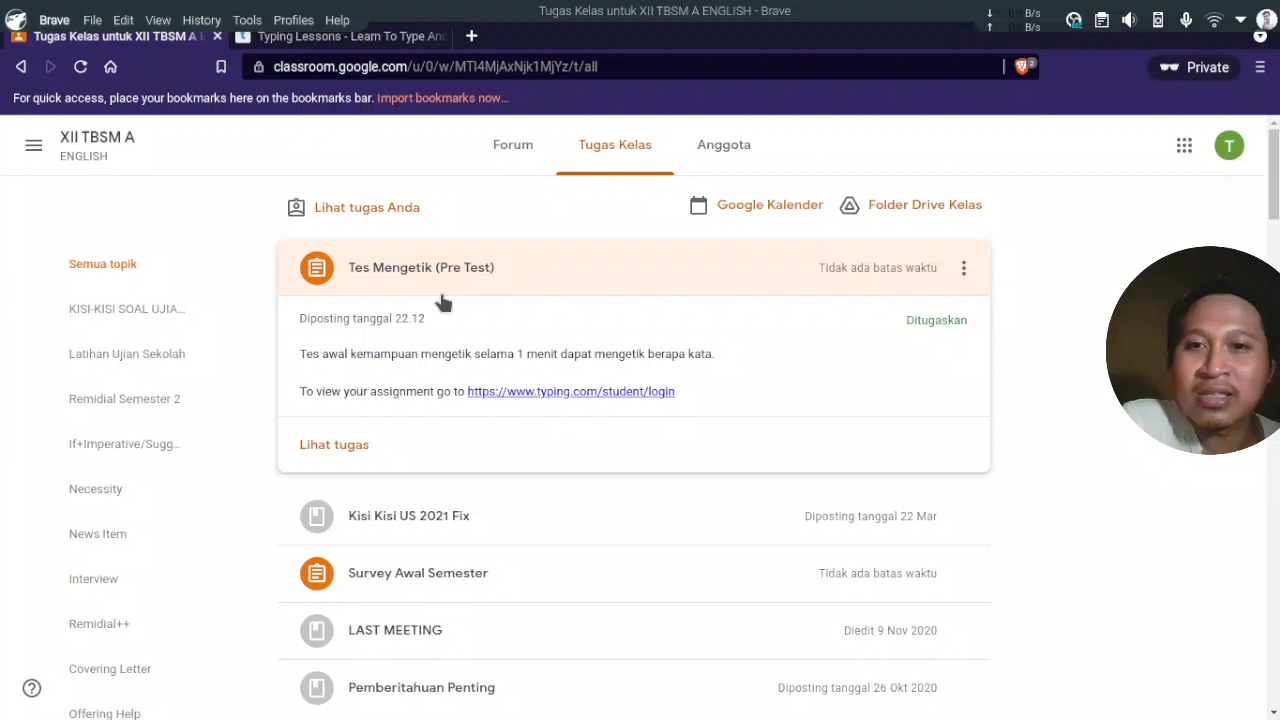 Brave File Edit View History Tools Profiles Help
Tugas Kelas untuk XII TBSM A ENGLISH - Brave
0,0 B/s
0,0 B/s
Tugas Kelas untuk XII TBSM A E
Typing Lessons - Learn To Type And
classroom.google.com/u/0/w/MTI4MjAxNjk1MjYz/t/all
2
Private
For quick access, place your bookmarks here on the bookmarks bar. Import bookmarks now...
XII TBSM A
ENGLISH
Forum
Tugas Kelas
Anggota
T
Lihat tugas Anda
Google Kalender
Folder Drive Kelas
Semua topik
KISI-KISI SOAL UJIA...
Latihan Ujian Sekolah
Remidial Semester 2
If+Imperative/Sugg...
Necessity
News Item
Interview
Remidial++
Covering Letter
Offering Help
Tes Mengetik (Pre Test)
Tidak ada batas waktu
Diposting tanggal 22.12
Ditugaskan
Tes awal kemampuan mengetik selama 1 menit dapat mengetik berapa kata.
To view your assignment go to https://www.typing.com/student/login
Lihat tugas
Kisi Kisi US 2021 Fix
Diposting tanggal 22 Mar
Survey Awal Semester
Tidak ada batas waktu
LAST MEETING
Diedit 9 Nov 2020
Pemberitahuan Penting
Diposting tanggal 26 Okt 2020